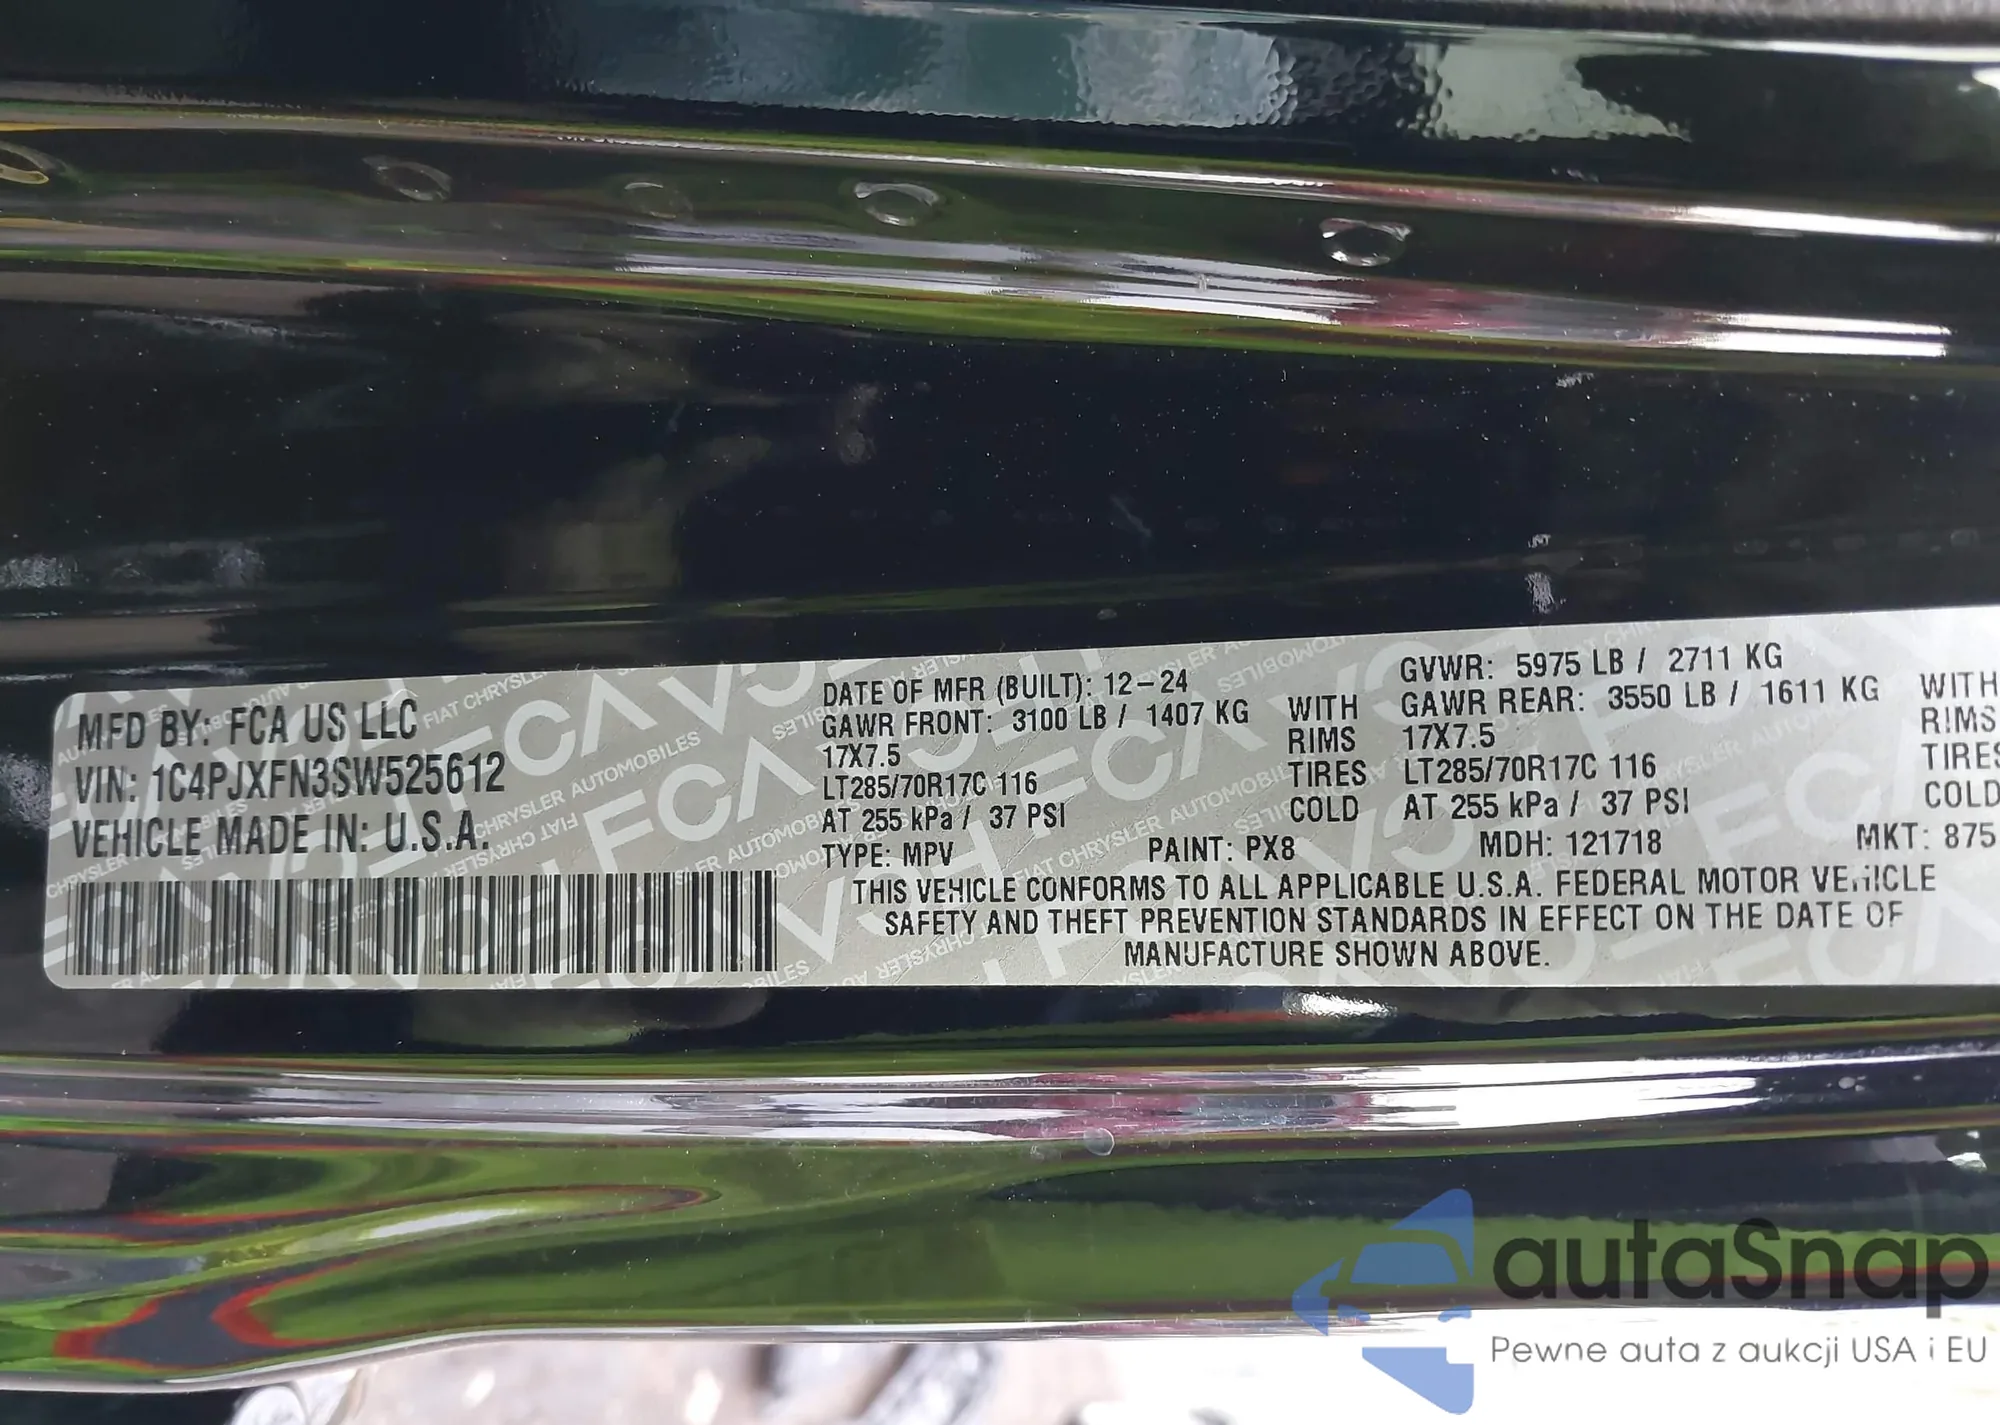 MFD BY: FCA US LLC
VIN: 1C4PJXFN3SW525612
VEHICLE MADE IN: U.S.A.
DATE OF MFR (BUILT): 12-24
GAWR FRONT: 3100 LB / 1407 KG
17X7.5
LT285/70R17C 116
AT 255 kPa / 37 PSI
WITH
RIMS
TIRES
COLD
GVWR: 5975 LB / 2711 KG
GAWR REAR: 3550 LB / 1611 KG
17X7.5
LT285/70R17C 116
AT 255 kPa / 37 PSI
WITH
RIMS
TIRES
COLD
TYPE: MPV PAINT: PX8 MDH: 121718 MKT: 875
THIS VEHICLE CONFORMS TO ALL APPLICABLE U.S.A. FEDERAL MOTOR VEHICLE
SAFETY AND THEFT PREVENTION STANDARDS IN EFFECT ON THE DATE OF
MANUFACTURE SHOWN ABOVE.
autaSnap
Pewne auta z aukcji USA i EU